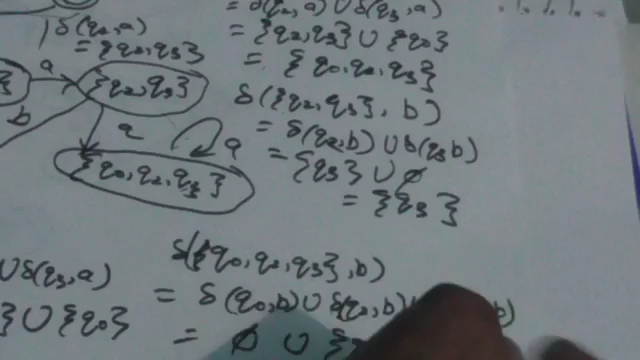 = δ(q₂,a) ∪ δ(q₃,a)
δ(q₂,a)
= {q₂,q₃}
= {q₂,q₃} ∪ {q₀}
= {q₀,q₂,q₃}
a
{q₂,q₃}
δ({q₂,q₃}, b)
b
a
a
= δ(q₂,b) ∪ δ(q₃,b)
= {q₃} ∪ ∅
{q₀,q₂,q₃}
= {q₃}
∪δ(q₃,a)
δ({q₀,q₂,q₃},b)
= δ(q₀,b) ∪ δ(q₂,b)
} ∪ {q₀}
= ∅ ∪ {